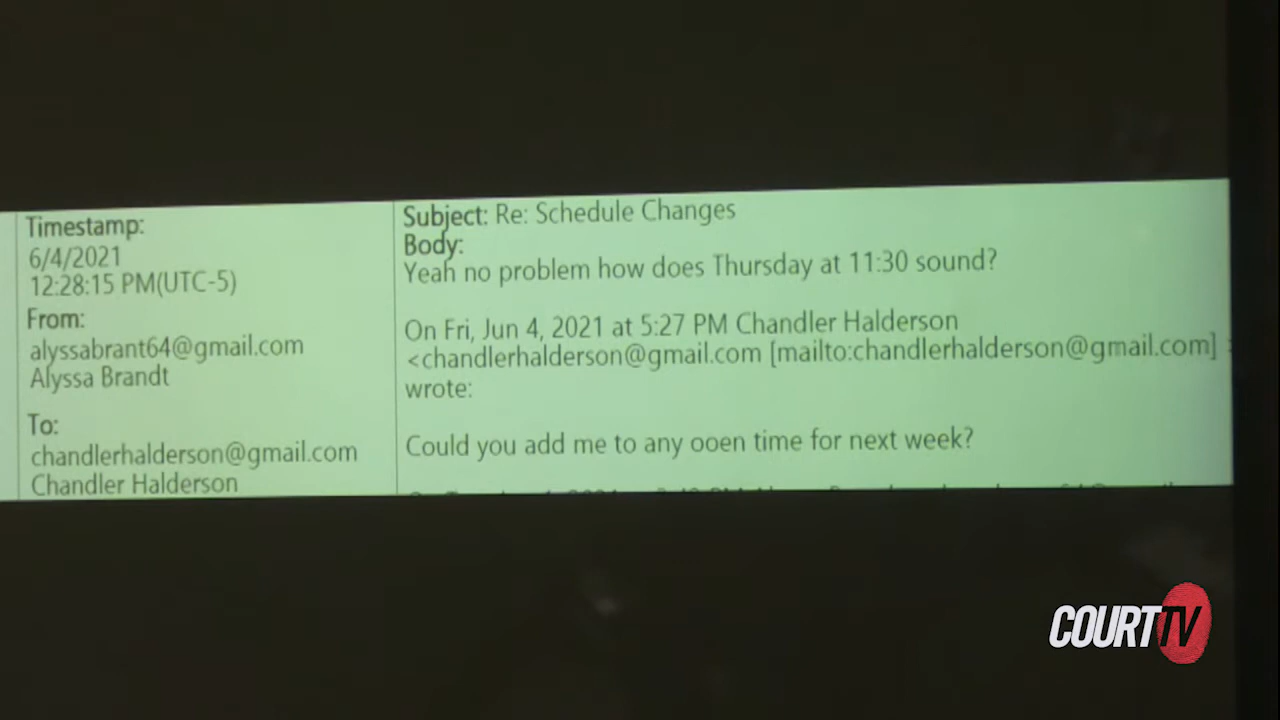 Timestamp:
6/4/2021
12:28:15 PM(UTC-5)
From:
alyssabrant64@gmail.com
Alyssa Brandt
To:
chandlerhalderson@gmail.com
Chandler Halderson
Subject: Re: Schedule Changes
Body:
Yeah no problem how does Thursday at 11:30 sound?
On Fri, Jun 4, 2021 at 5:27 PM Chandler Halderson
<chandlerhalderson@gmail.com [mailto:chandlerhalderson@gmail.com]
wrote:
Could you add me to any ooen time for next week?
COURT TV